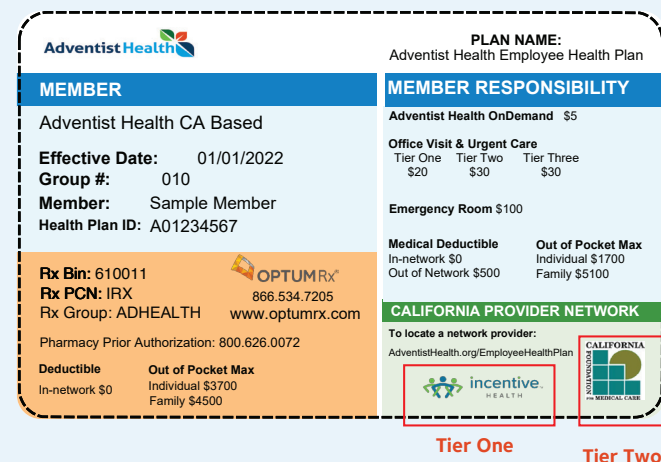 Adventist Health
MEMBER
Adventist Health CA Based
Effective Date: 01/01/2022
Group #: 010
Member: Sample Member
Health Plan ID: A01234567
Rx Bin: 610011
Rx PCN: IRX
Rx Group: ADHEALTH
OPTUMRx®
866.534.7205
www.optumrx.com
Pharmacy Prior Authorization: 800.626.0072
Deductible
In-network $0
Out of Pocket Max
Individual $3700
Family $4500
PLAN NAME:
Adventist Health Employee Health Plan
MEMBER RESPONSIBILITY
Adventist Health OnDemand $5
Office Visit & Urgent Care
Tier One Tier Two Tier Three
$20 $30 $30
Emergency Room $100
Medical Deductible
In-network $0
Out of Network $500
Out of Pocket Max
Individual $1700
Family $5100
CALIFORNIA PROVIDER NETWORK
To locate a network provider:
AdventistHealth.org/EmployeeHealthPlan
incentive
HEALTH
CALIFORNIA
FOUNDATION
FOR MEDICAL CARE
Tier One
Tier Two